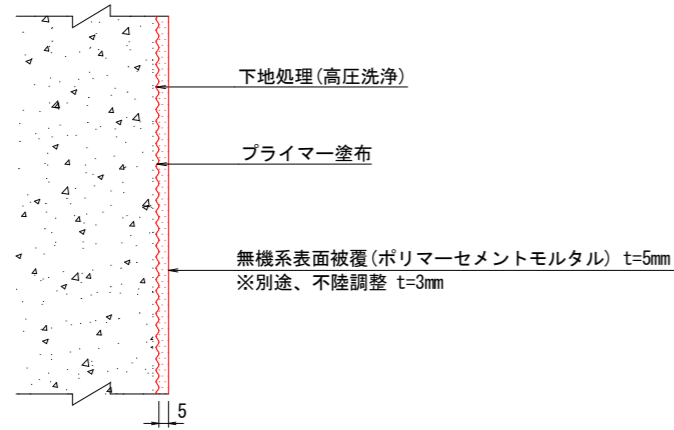 下地処理(高圧洗浄)
プライマー塗布
無機系表面被覆(ポリマーセメントモルタル) t=5mm
※別途、不陸調整 t=3mm
5